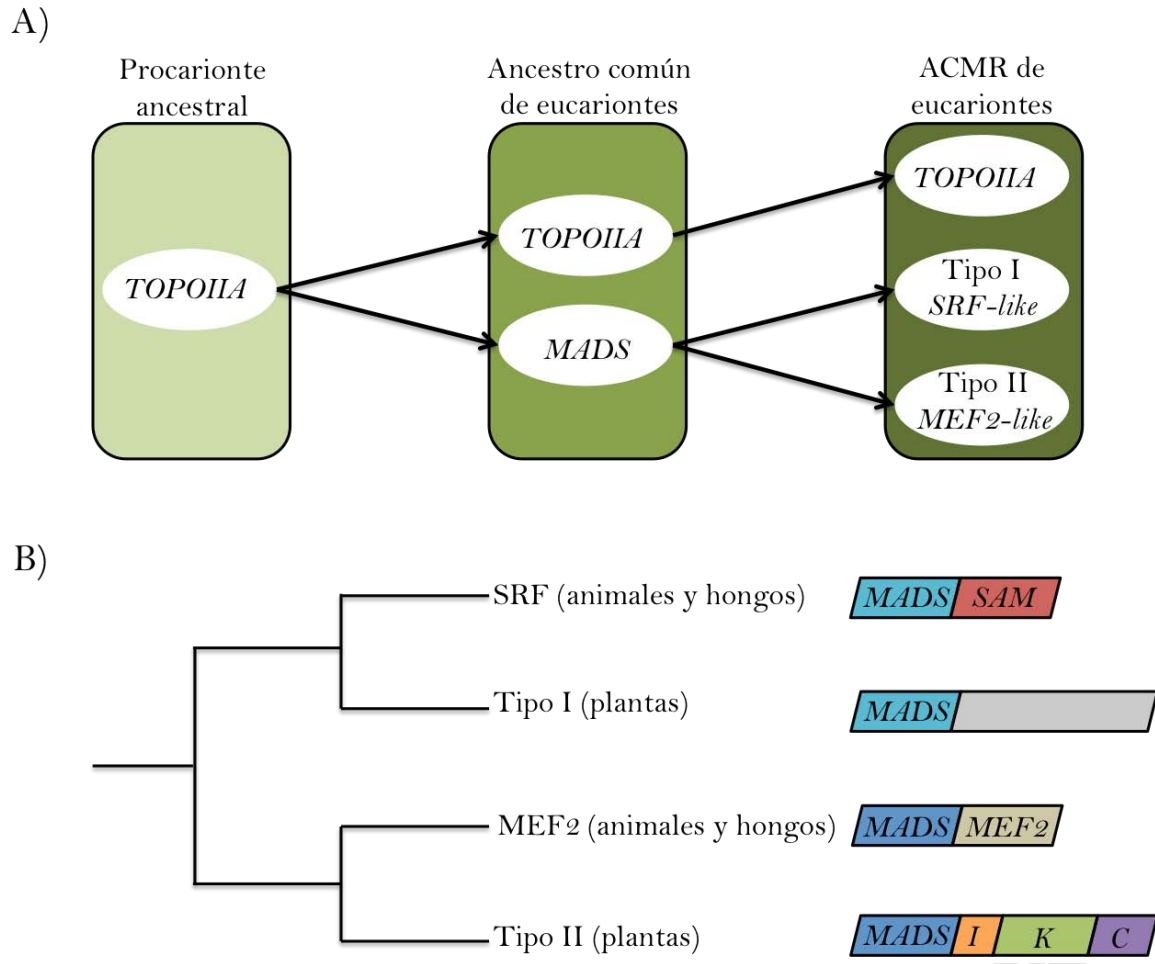 A)
Procarionte
ancestral
Ancestro común
de eucariontes
ACMR de
eucariontes
TOPOIIA
TOPOIIA
MADS
TOPOIIA
Tipo I
SRF-like
Tipo II
MEF2-like
B)
SRF (animales y hongos)
MADS SAM
Tipo I (plantas)
MADS
MEF2 (animales y hongos)
MADS MEF2
Tipo II (plantas)
MADS I K C